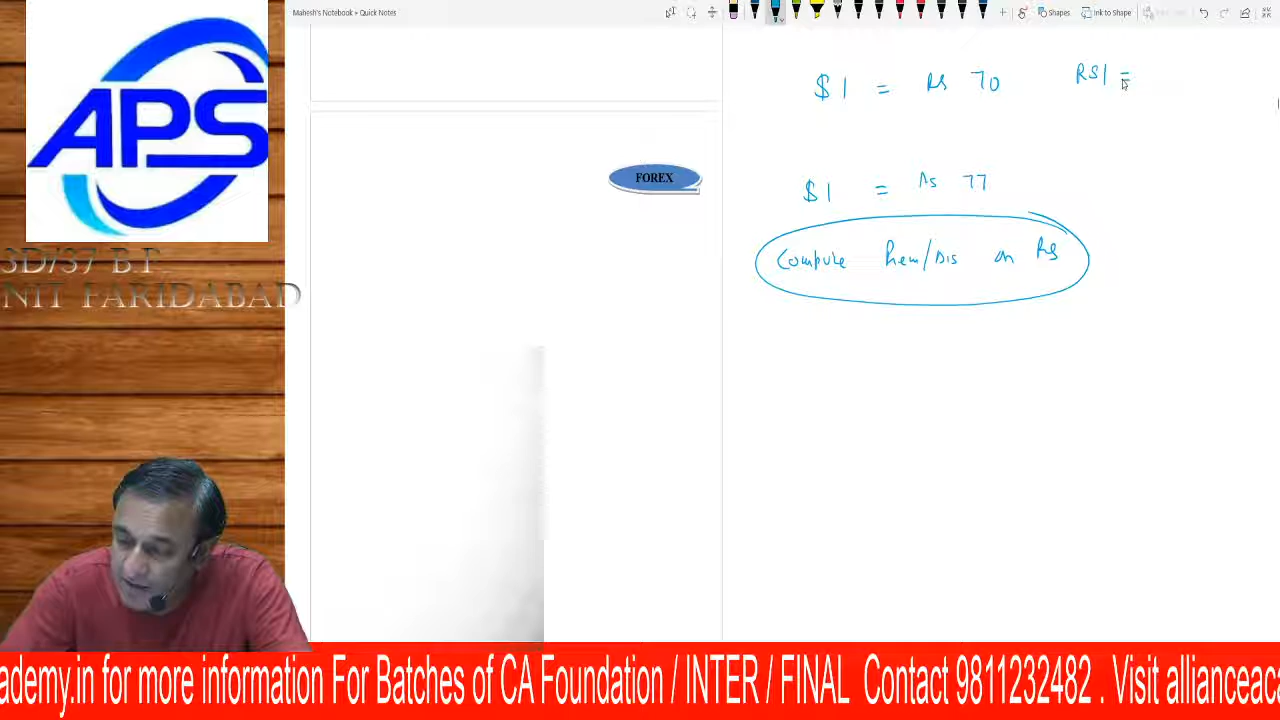 Mahesh's Notebook » Quick Notes
Shapes
Ink to Shape
APS
3D/37 B.P.
NIT FARIDABAD
FOREX
$1 = Rs 70 RS1 =
$1 = Rs 77
Compute Prem/Dis on Rs
ademy.in for more information For Batches of CA Foundation / INTER / FINAL Contact 9811232482 . Visit allianceaca